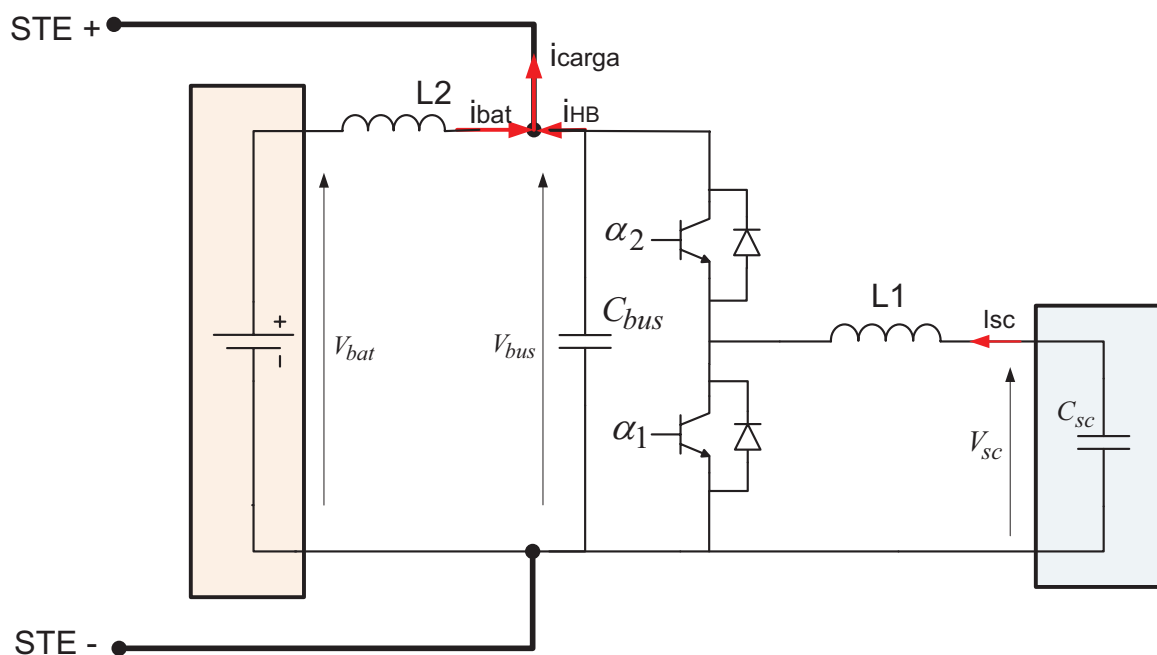 STE +
icarga
L2
ibat
iHB
α2
L1
Isc
Cbus
+
−
Vbat
Vbus
Csc
α1
Vsc
STE -